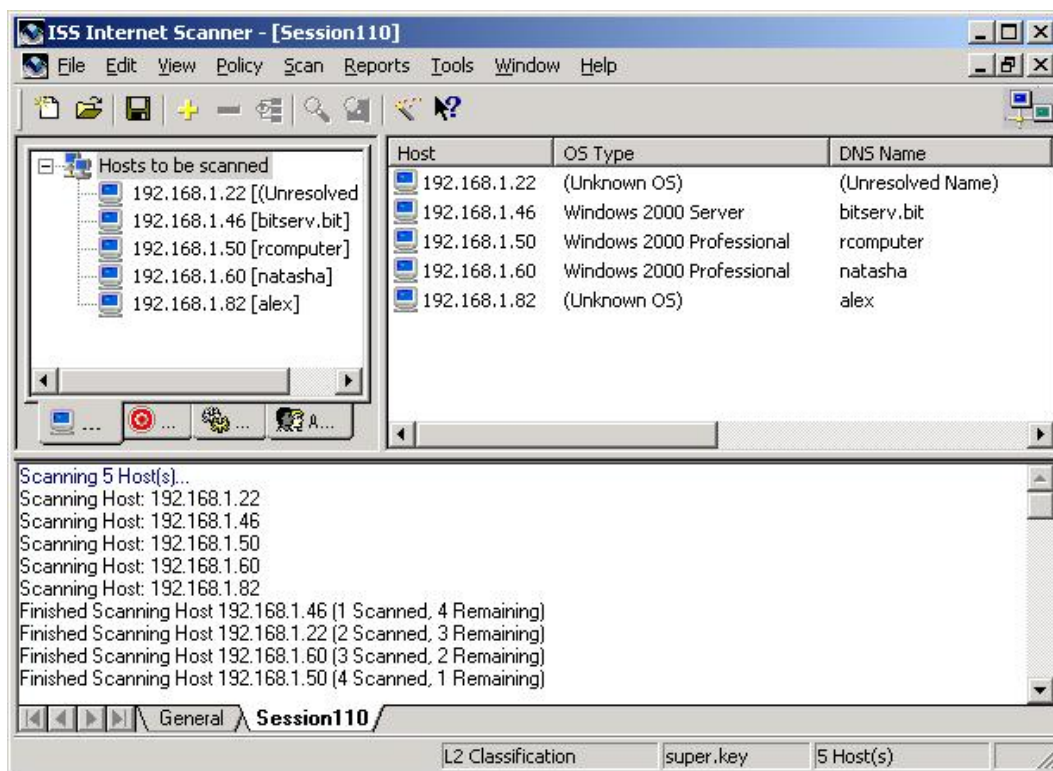 ISS Internet Scanner - [Session110]
File Edit View Policy Scan Reports Tools Window Help
Hosts to be scanned
192.168.1.22 [(Unresolved
192.168.1.46 [bitserv.bit]
192.168.1.50 [rcomputer]
192.168.1.60 [natasha]
192.168.1.82 [alex]
... ... ... A...
Host OS Type DNS Name
192.168.1.22 (Unknown OS) (Unresolved Name)
192.168.1.46 Windows 2000 Server bitserv.bit
192.168.1.50 Windows 2000 Professional rcomputer
192.168.1.60 Windows 2000 Professional natasha
192.168.1.82 (Unknown OS) alex
Scanning 5 Host(s)...
Scanning Host: 192.168.1.22
Scanning Host: 192.168.1.46
Scanning Host: 192.168.1.50
Scanning Host: 192.168.1.60
Scanning Host: 192.168.1.82
Finished Scanning Host 192.168.1.46 (1 Scanned, 4 Remaining)
Finished Scanning Host 192.168.1.22 (2 Scanned, 3 Remaining)
Finished Scanning Host 192.168.1.60 (3 Scanned, 2 Remaining)
Finished Scanning Host 192.168.1.50 (4 Scanned, 1 Remaining)
General Session110
L2 Classification super.key 5 Host(s)